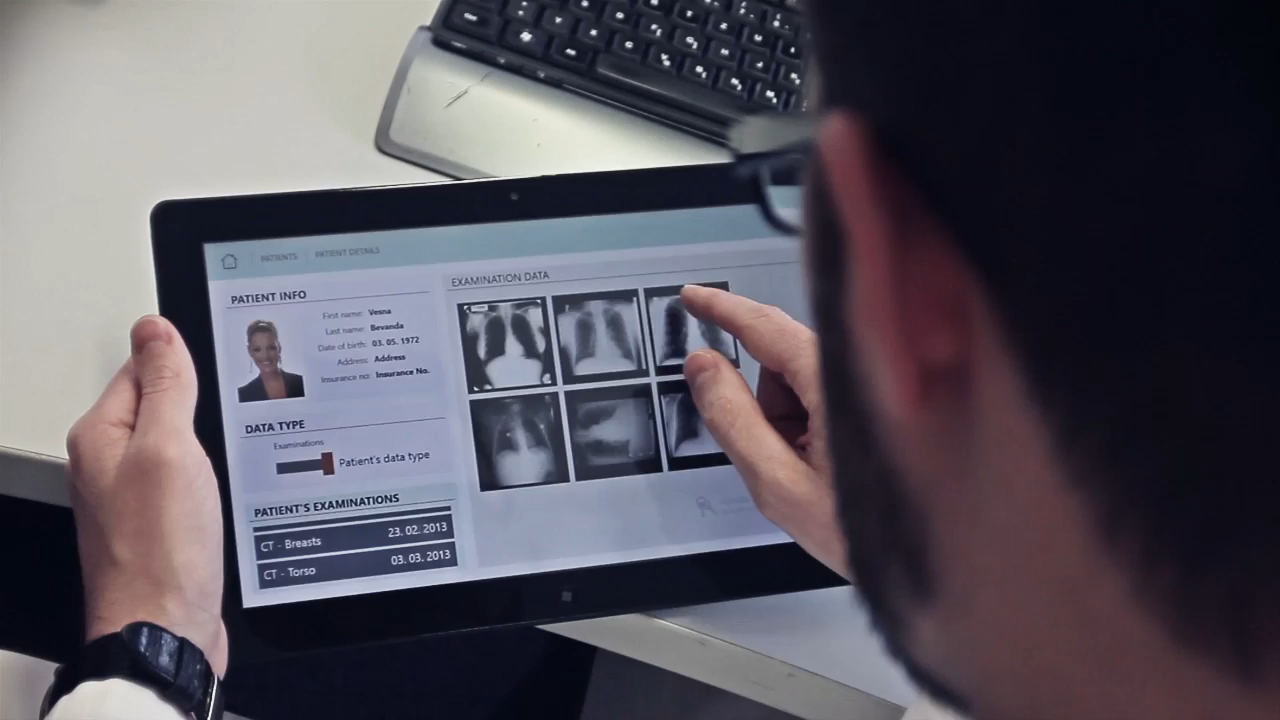 PATIENTS PATIENT DETAILS
PATIENT INFO
First name: Vesna
Last name: Bevanda
Date of birth: 03. 05. 1972
Address: Address
Insurance no: Insurance No.
DATA TYPE
Examinations
Patient's data type
PATIENT'S EXAMINATIONS
CT - Breasts 23. 02. 2013
CT - Torso 03. 03. 2013
EXAMINATION DATA